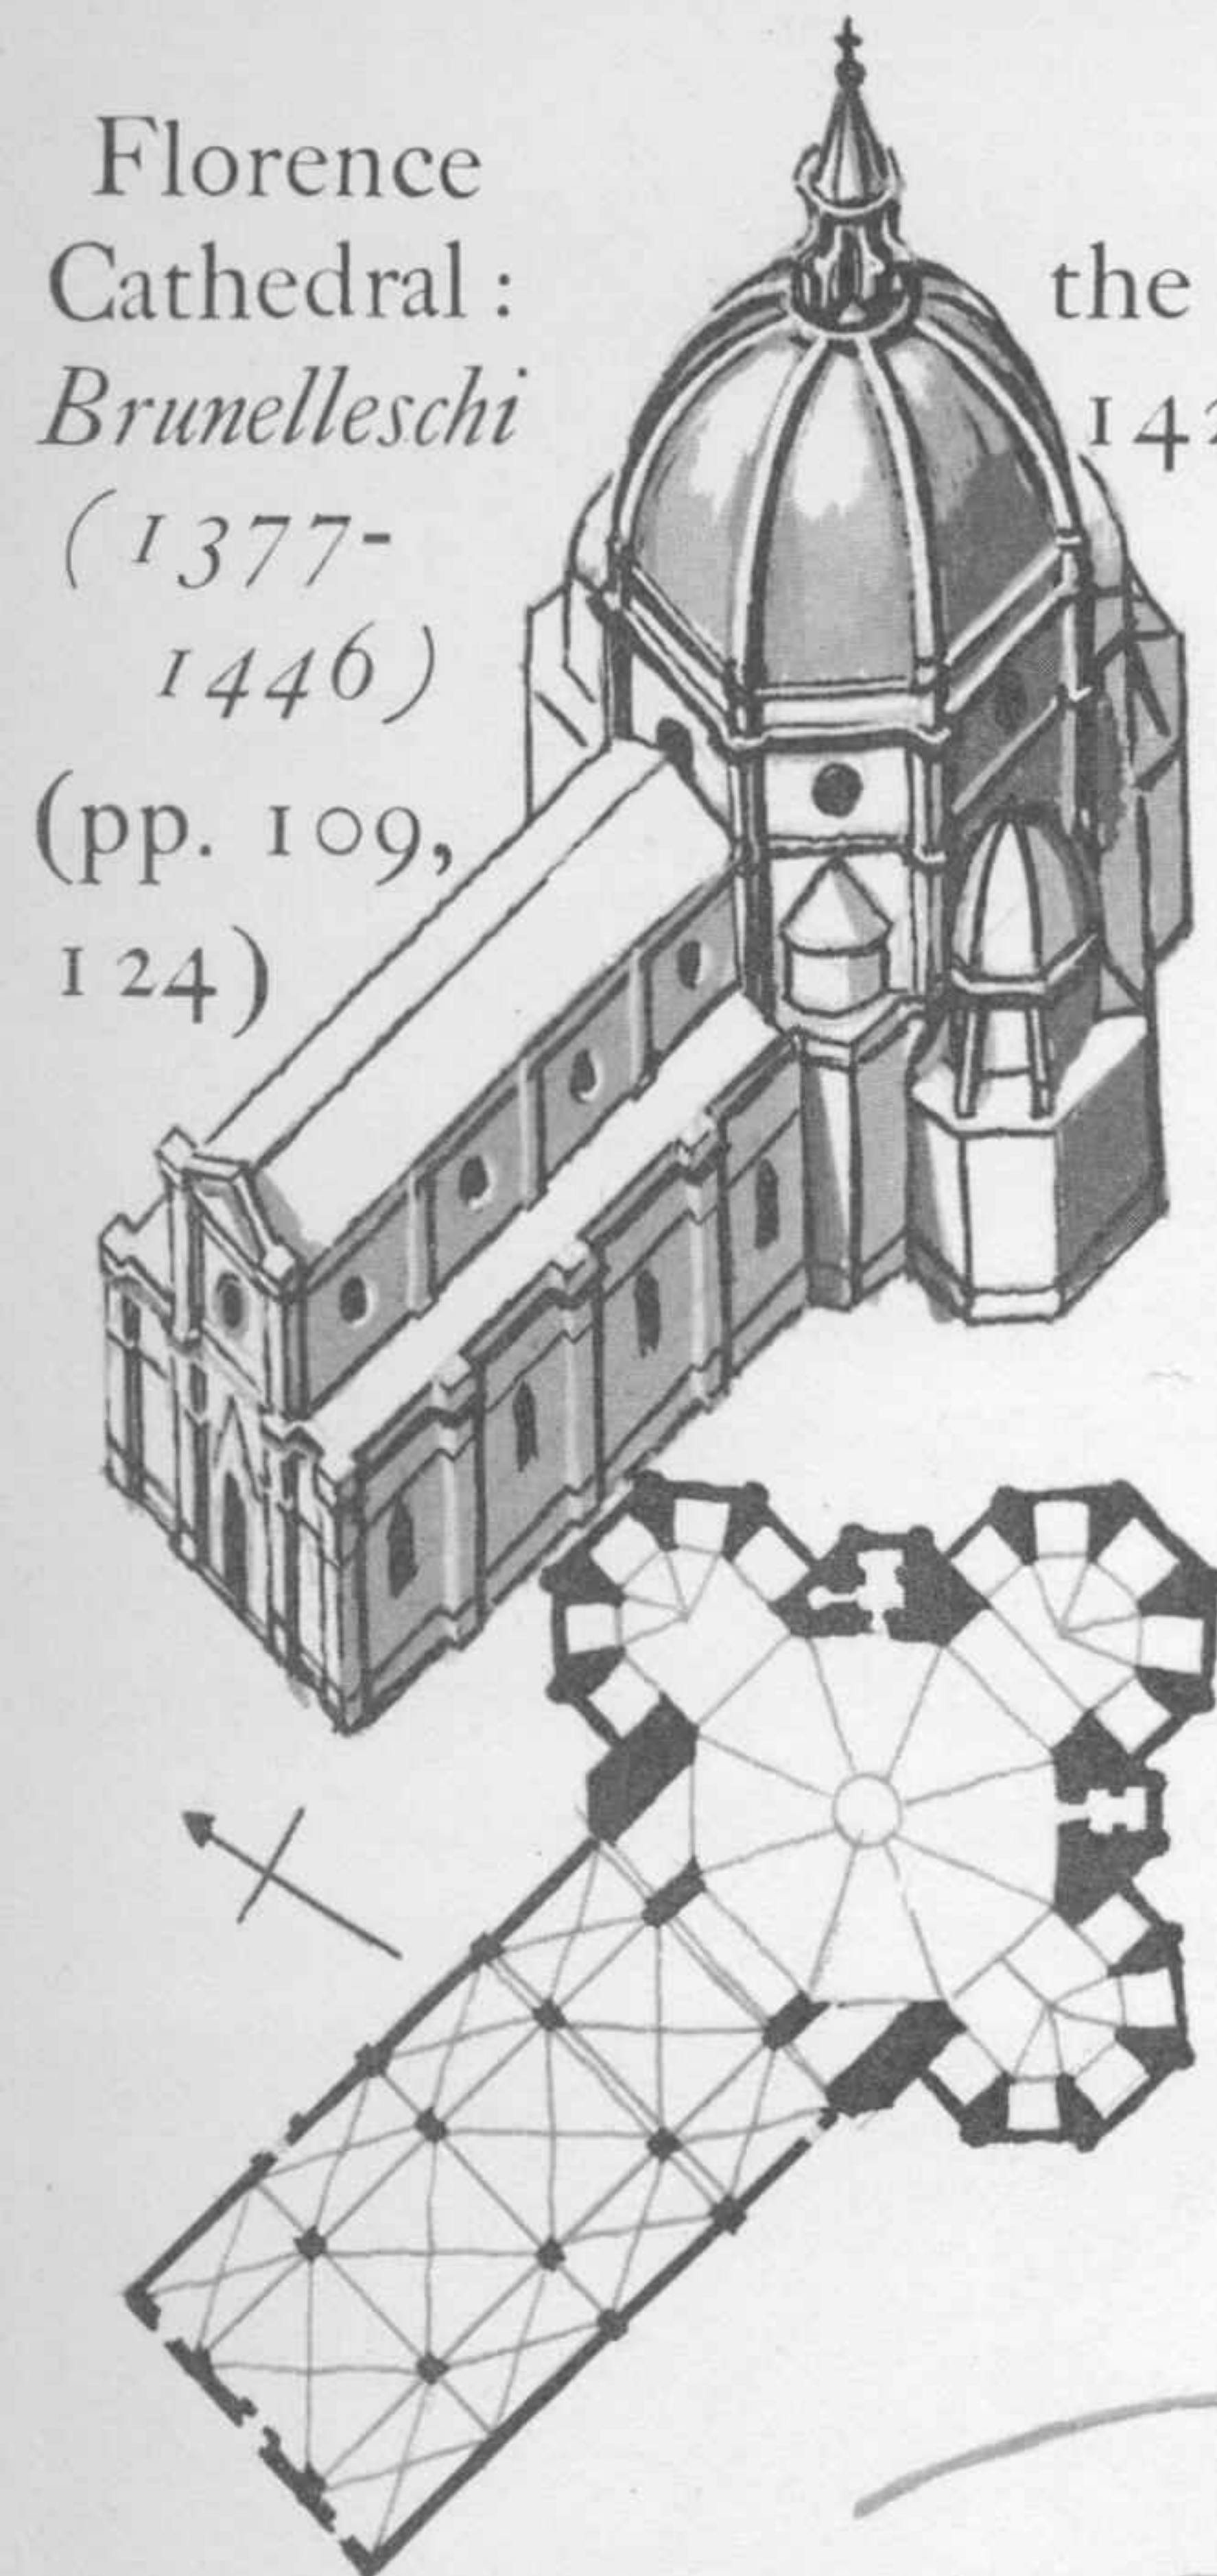 Florence
Cathedral :
Brunelleschi
(1377-
1446)
(pp. 109,
124)
the